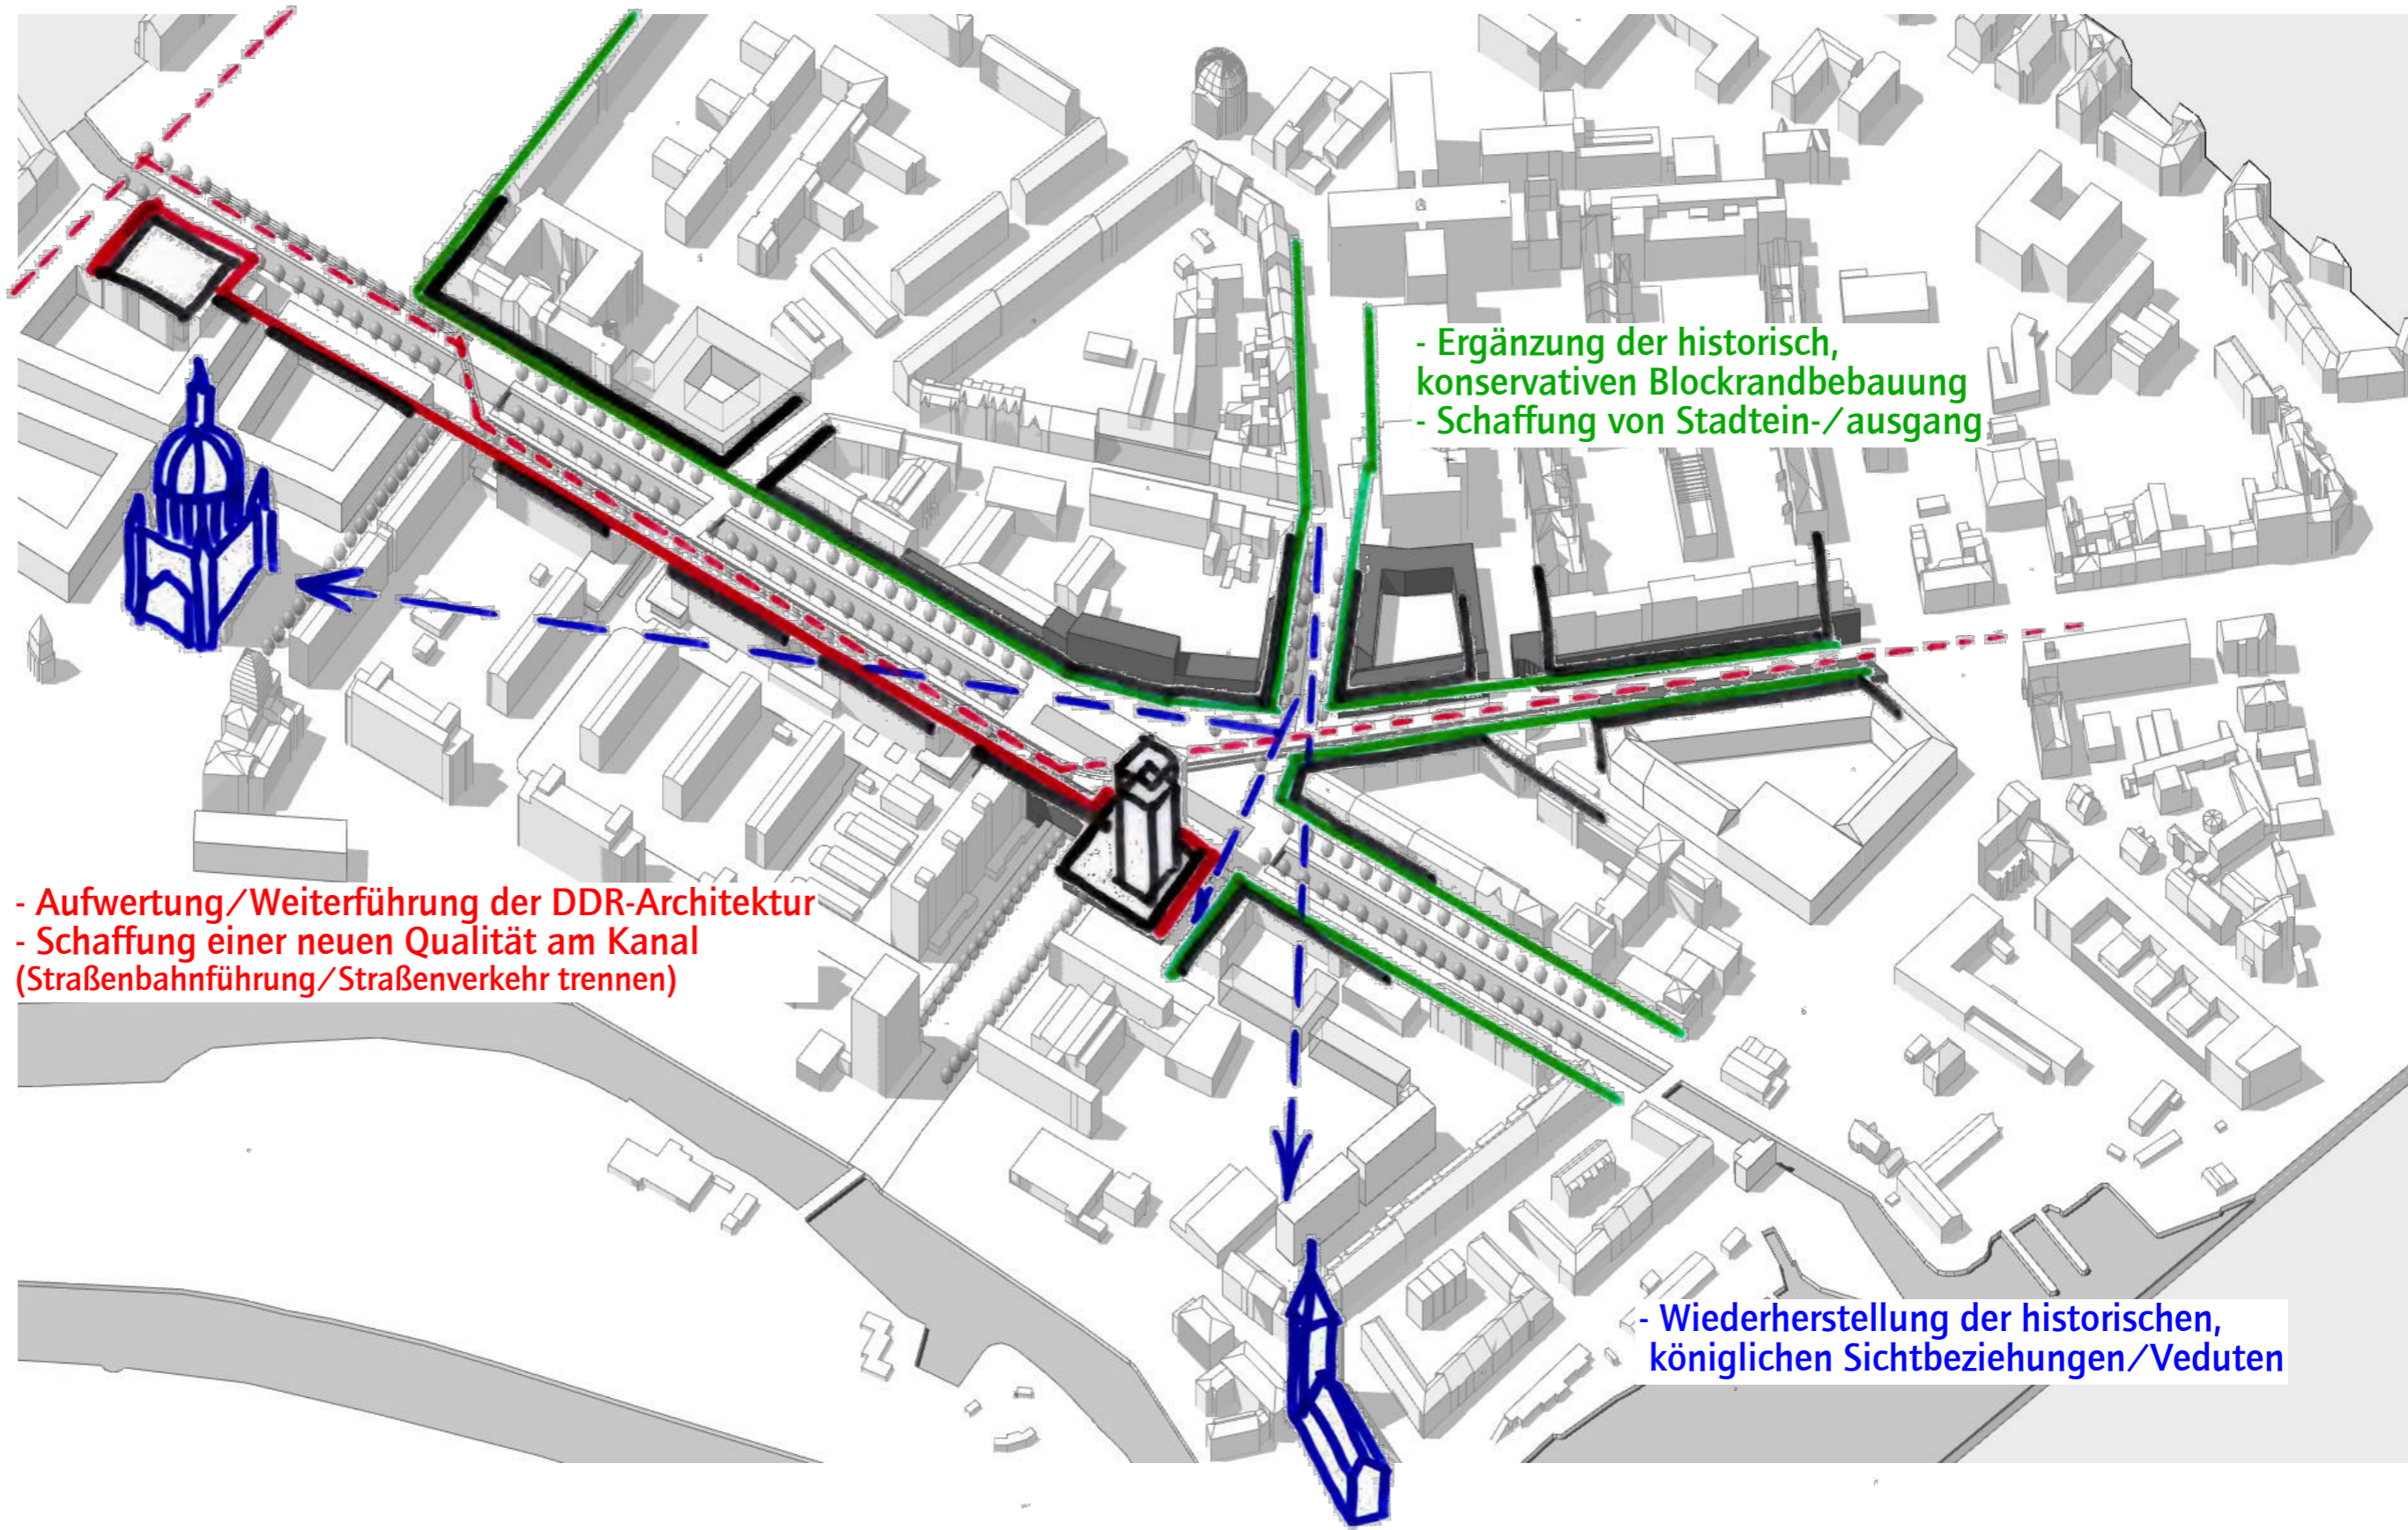 - Ergänzung der historisch,
konservativen Blockrandbebauung
- Schaffung von Stadtein-/ausgang
- Aufwertung/Weiterführung der DDR-Architektur
- Schaffung einer neuen Qualität am Kanal
(Straßenbahnführung/Straßenverkehr trennen)
- Wiederherstellung der historischen,
königlichen Sichtbeziehungen/Veduten